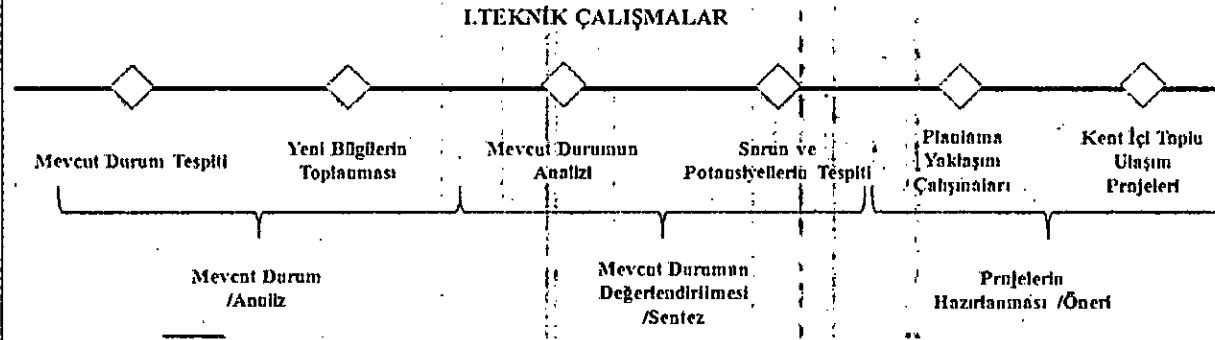 I.TEKNİK ÇALIŞMALAR
Mevcut Durum Tespiti
Yeni Bilgilerin
Toplanması
Mevcut Durumun
Analizi
Sorun ve
Potansiyellerin Tespiti
Planlama
Yaklaşım
Çalışmaları
Kent İçi Toplu
Ulaşım
Projeleri
Mevcut Durum
/Analiz
Mevcut Durumun
Değerlendirilmesi
/Sentez
Projelerin
Hazırlanması /Öneri